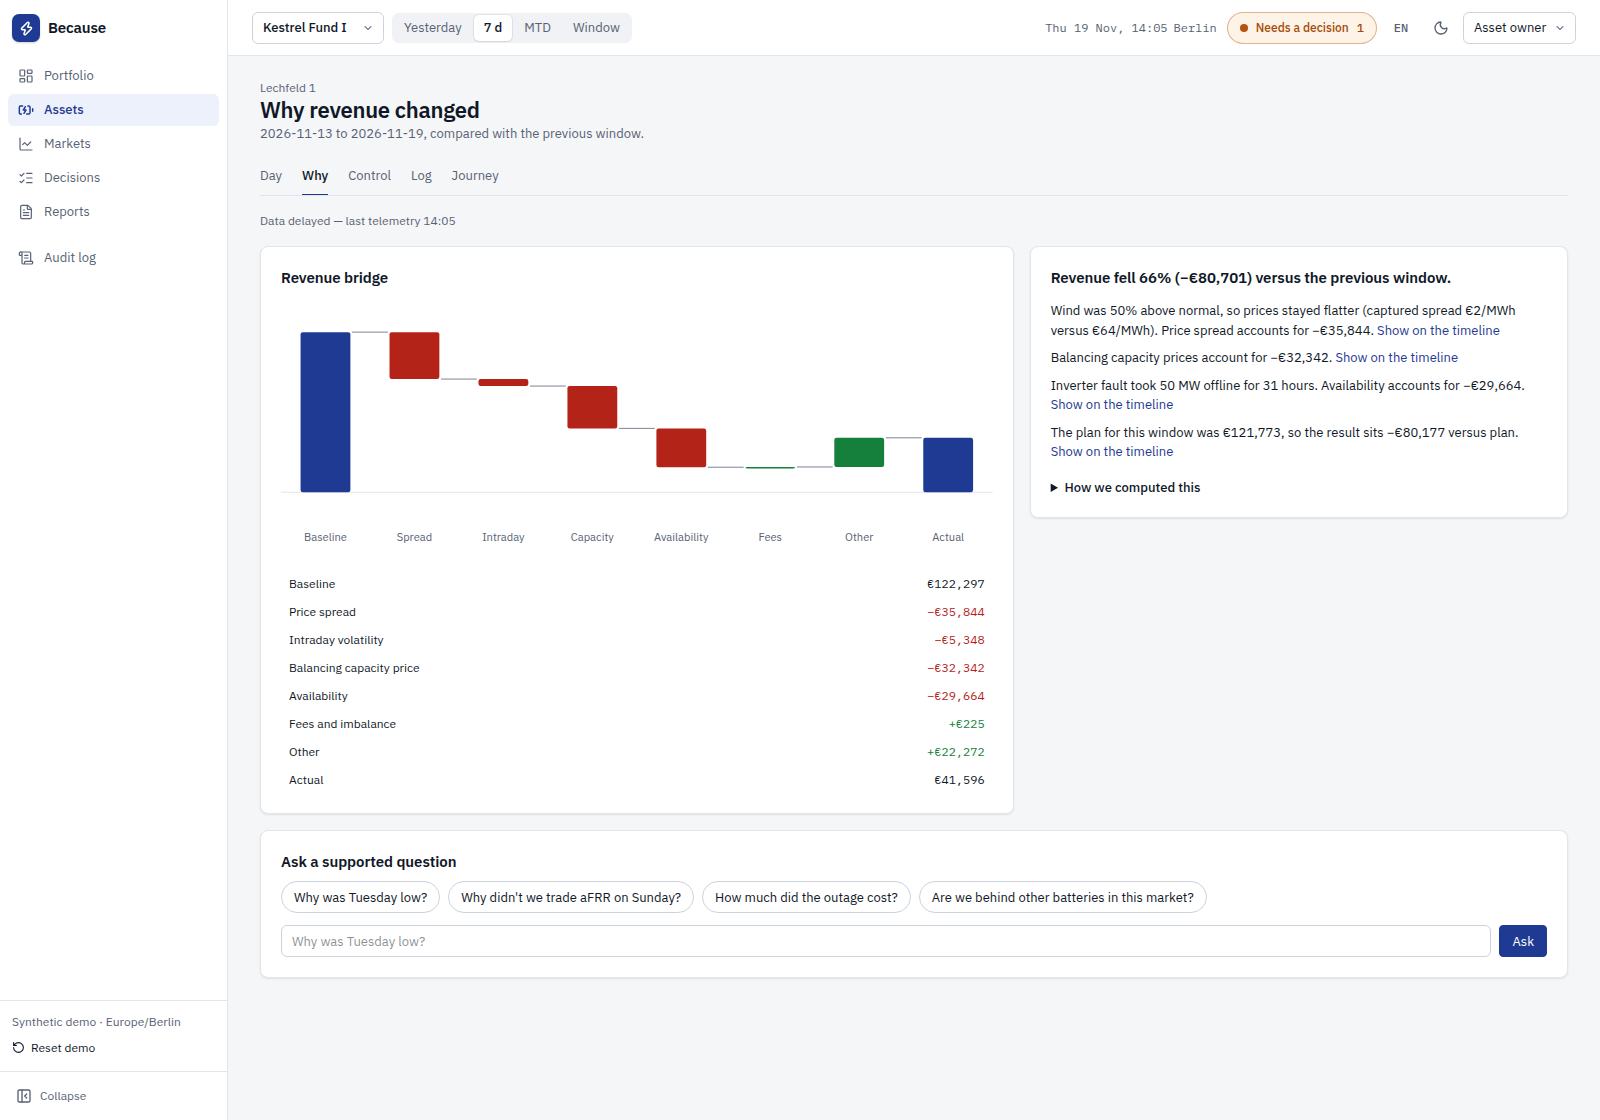 Because
Portfolio
Assets
Markets
Decisions
Reports
Audit log
Synthetic demo · Europe/Berlin
Reset demo
Collapse
Kestrel Fund I
Yesterday 7 d MTD Window
Thu 19 Nov, 14:05 Berlin
Needs a decision 1
EN
Asset owner
Lechfeld 1
Why revenue changed
2026-11-13 to 2026-11-19, compared with the previous window.
Day Why Control Log Journey
Data delayed — last telemetry 14:05
Revenue bridge
Baseline Spread Intraday Capacity Availability Fees Other Actual
Baseline €122,297
Price spread −€35,844
Intraday volatility −€5,348
Balancing capacity price −€32,342
Availability −€29,664
Fees and imbalance +€225
Other +€22,272
Actual €41,596
Revenue fell 66% (−€80,701) versus the previous window.
Wind was 50% above normal, so prices stayed flatter (captured spread €2/MWh
versus €64/MWh). Price spread accounts for −€35,844. Show on the timeline
Balancing capacity prices account for −€32,342. Show on the timeline
Inverter fault took 50 MW offline for 31 hours. Availability accounts for −€29,664.
Show on the timeline
The plan for this window was €121,773, so the result sits −€80,177 versus plan.
Show on the timeline
How we computed this
Ask a supported question
Why was Tuesday low? Why didn't we trade aFRR on Sunday? How much did the outage cost? Are we behind other batteries in this market?
Why was Tuesday low?
Ask